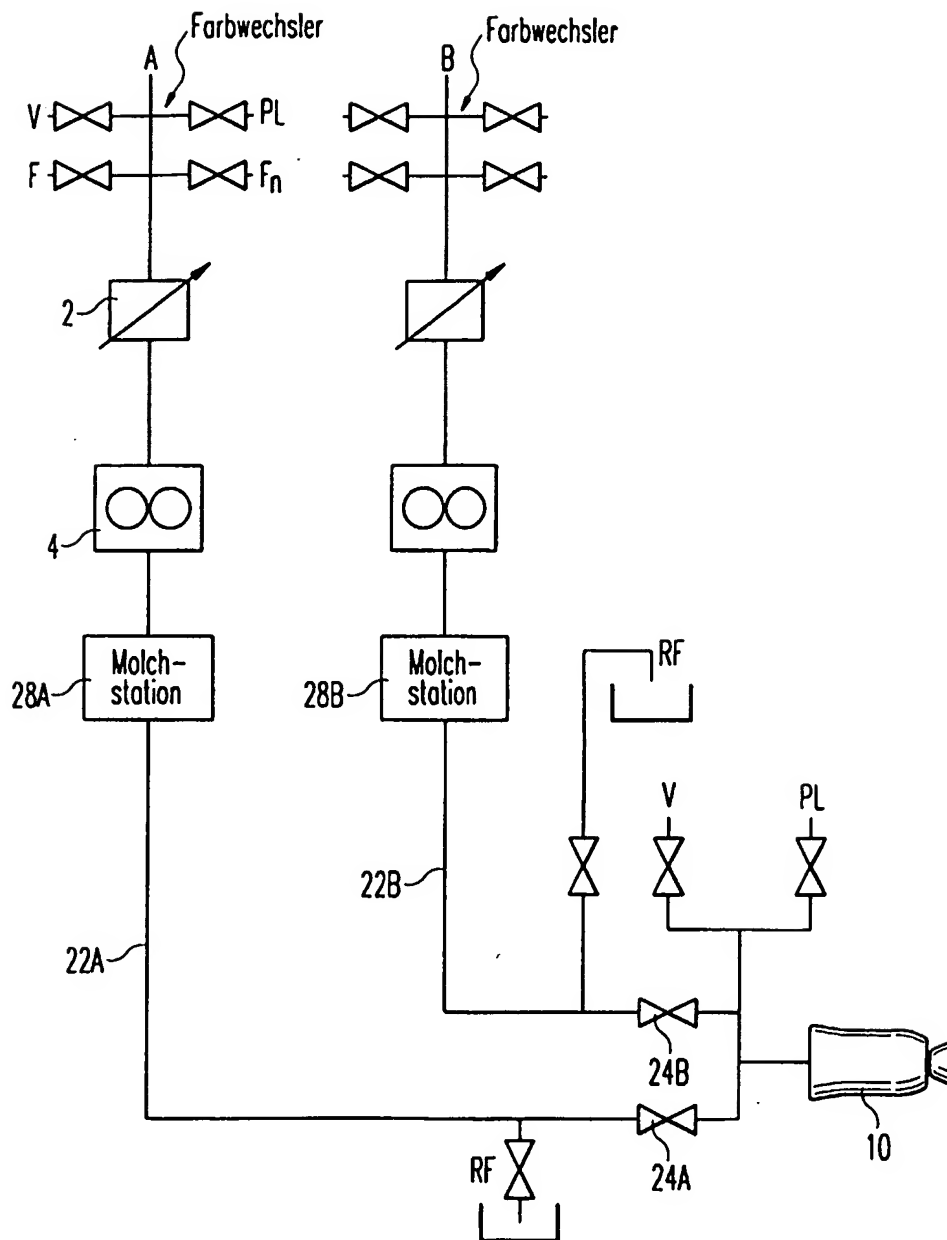 Farbwechsler
Farbwechsler
A
B
V
PL
F
Fn
2
4
28A
Molch-
station
28B
Molch-
station
RF
V
PL
22B
22A
24B
10
RF
24A